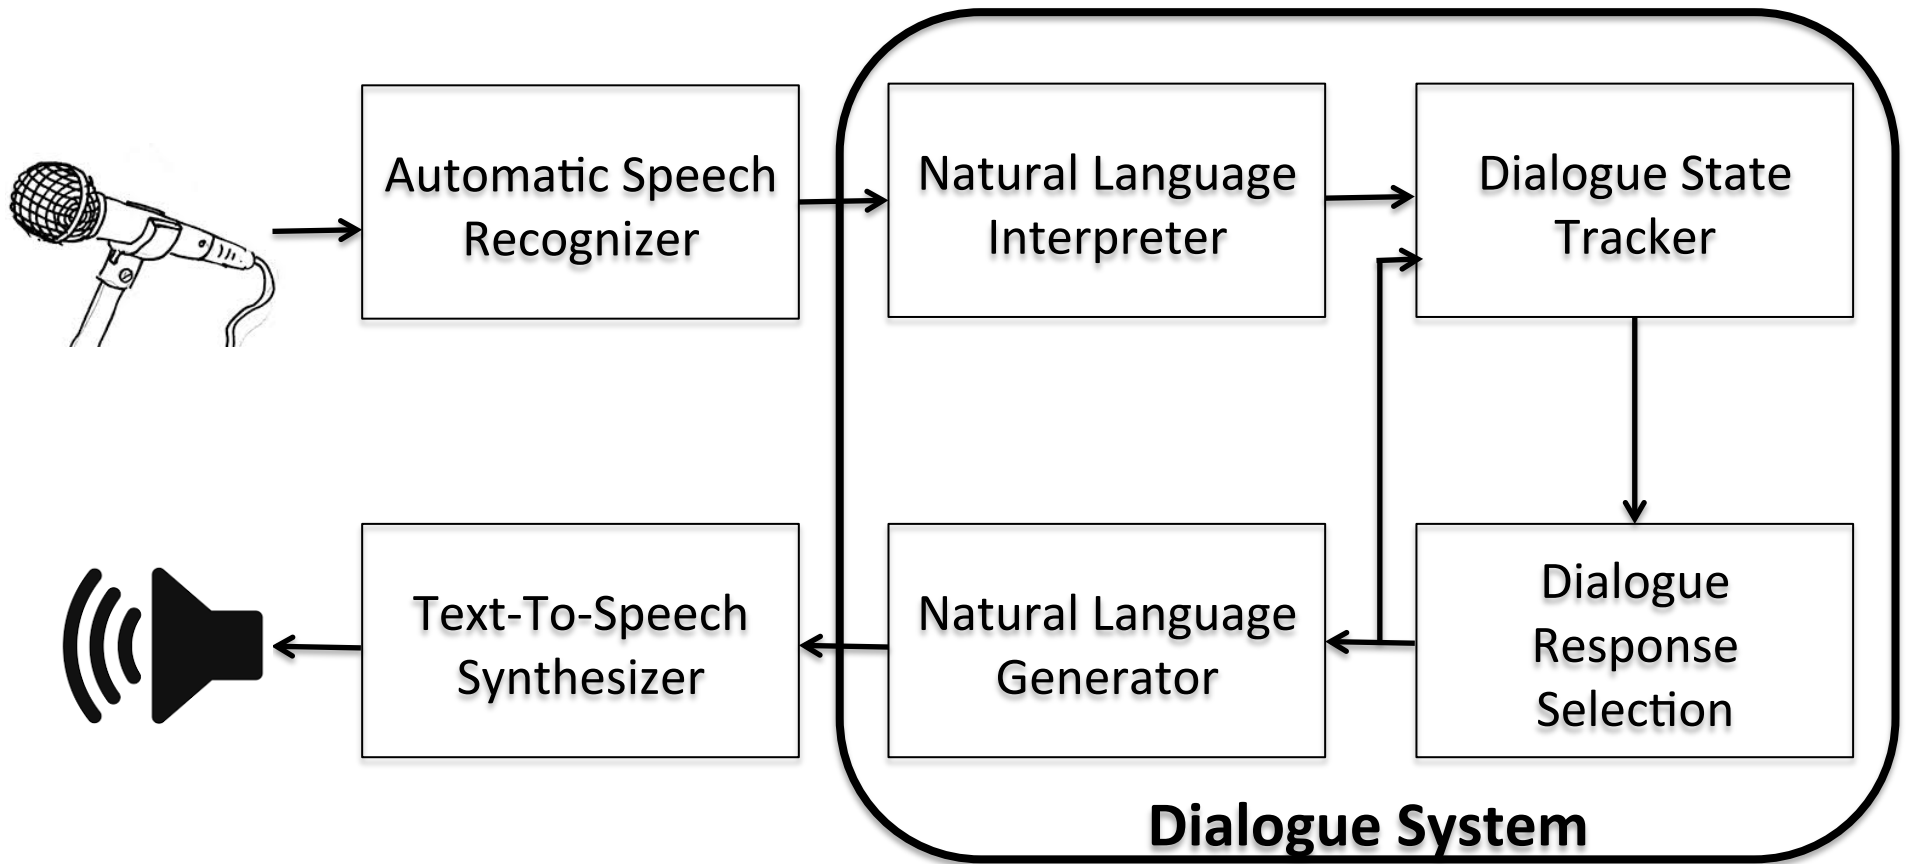 Automatic Speech
Recognizer
Natural Language
Interpreter
Dialogue State
Tracker
Text-To-Speech
Synthesizer
Natural Language
Generator
Dialogue
Response
Selection
Dialogue System